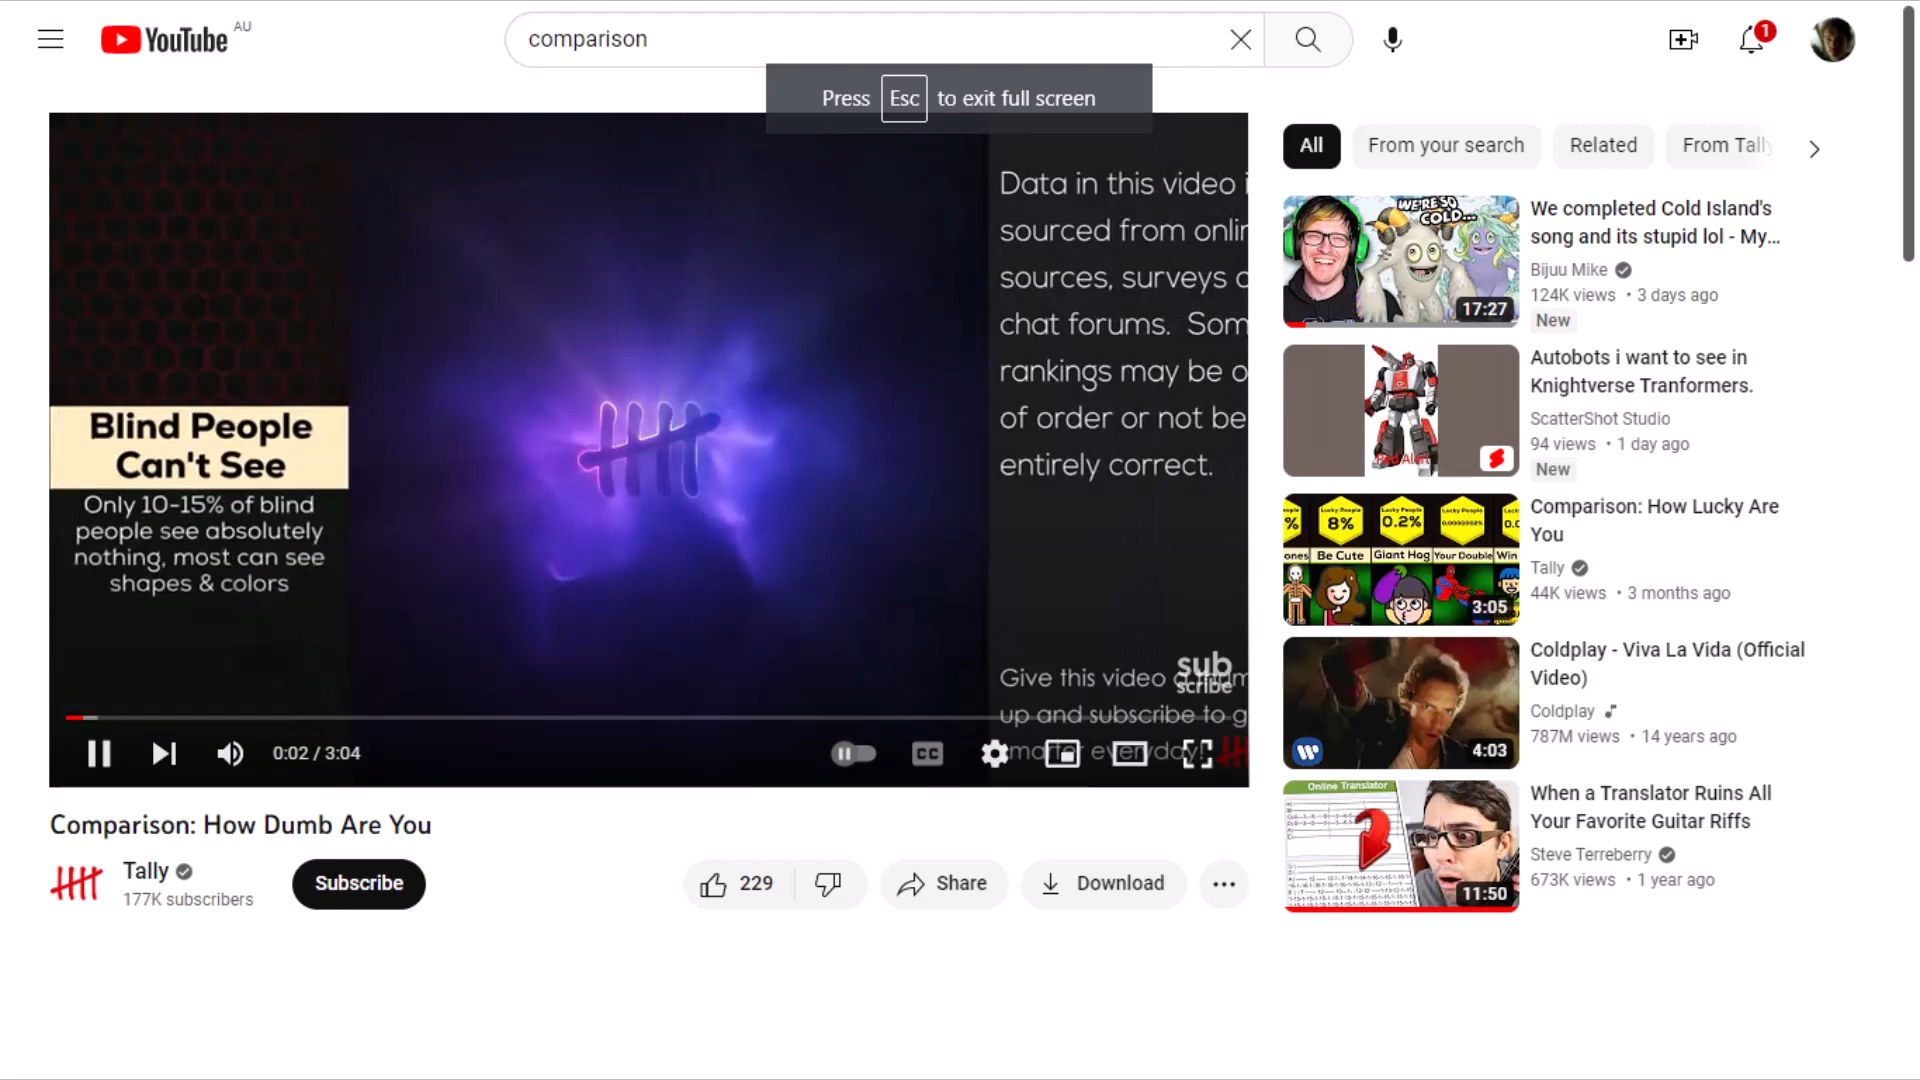 YouTube AU
comparison
Press Esc to exit full screen
Blind People
Can't See
Only 10-15% of blind
people see absolutely
nothing, most can see
shapes & colors
Data in this video
sourced from
sources, surveys
chat forums.
rankings may be
of order or not be
entirely correct.
Give this video
up and subscribe to
smarter everyday!
sub
scribe
0:02 / 3:04
CC
Comparison: How Dumb Are You
Tally
177K subscribers
Subscribe
229
Share
Download
All
From your search
Related
From Tally
WE'RE SO
COLD...
17:27
We completed Cold Island's
song and its stupid lol - My...
Bijuu Mike
124K views • 3 days ago
New
Red Alert
Autobots i want to see in
Knightverse Tranformers.
ScatterShot Studio
94 views • 1 day ago
New
Lucky People
8%
Lucky People
0.2%
Lucky People
Be Cute
Giant Hog
Your Double
Win
3:05
Comparison: How Lucky Are
You
Tally
44K views • 3 months ago
4:03
Coldplay - Viva La Vida (Official
Video)
Coldplay
787M views • 14 years ago
Online Translator
11:50
When a Translator Ruins All
Your Favorite Guitar Riffs
Steve Terreberry
673K views • 1 year ago
1